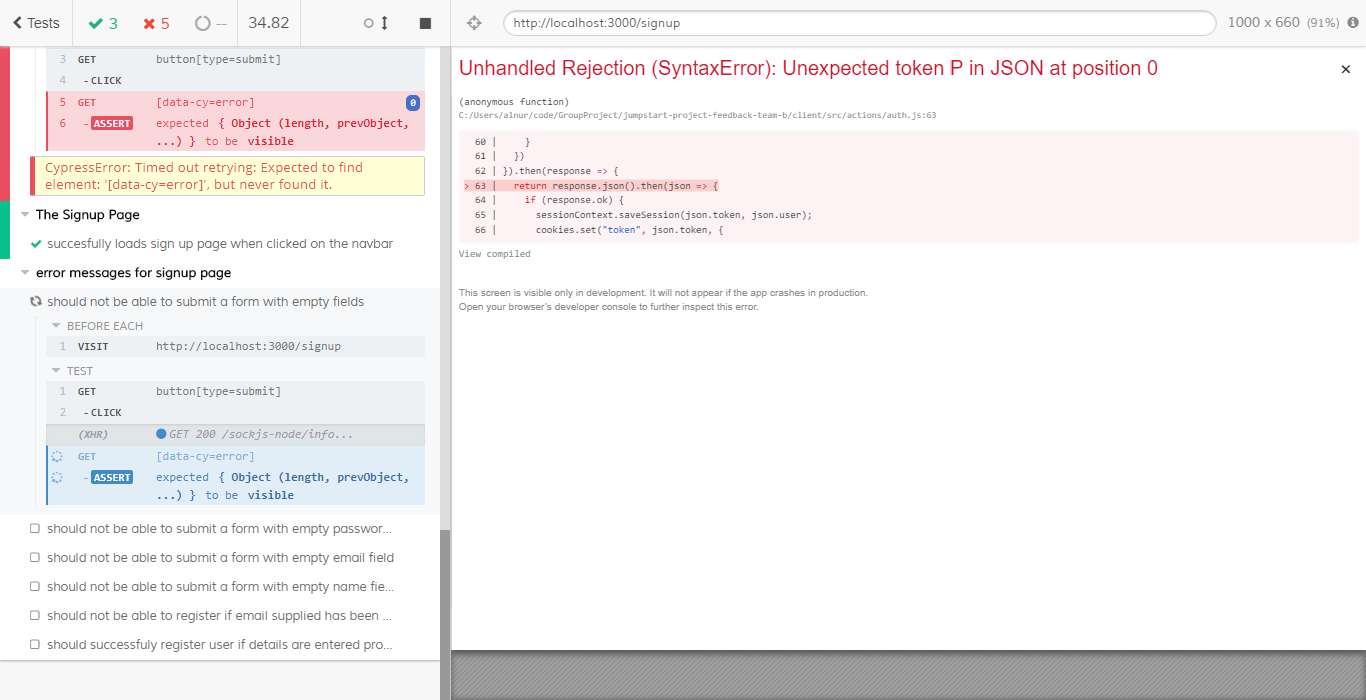 Tests
3
5
--
34.82
http://localhost:3000/signup
1000 x 660 (91%)
3 GET button[type=submit]
4 - CLICK
5 GET [data-cy=error] 0
6 - ASSERT expected { Object (length, prevObject,
...) } to be visible
CypressError: Timed out retrying: Expected to find
element: '[data-cy=error]', but never found it.
The Signup Page
succesfully loads sign up page when clicked on the navbar
error messages for signup page
should not be able to submit a form with empty fields
BEFORE EACH
1 VISIT http://localhost:3000/signup
TEST
1 GET button[type=submit]
2 - CLICK
(XHR) GET 200 /sockjs-node/info...
GET [data-cy=error]
- ASSERT expected { Object (length, prevObject,
...) } to be visible
should not be able to submit a form with empty passwor...
should not be able to submit a form with empty email field
should not be able to submit a form with empty name fie...
should not be able to register if email supplied has been ...
should successfuly register user if details are entered pro...
Unhandled Rejection (SyntaxError): Unexpected token P in JSON at position 0
×
(anonymous function)
C:/Users/alnur/code/GroupProject/jumpstart-project-feedback-team-b/client/src/actions/auth.js:63
60 | }
61 | })
62 | }).then(response => {
> 63 | return response.json().then(json => {
64 | if (response.ok) {
65 | sessionContext.saveSession(json.token, json.user);
66 | cookies.set("token", json.token, {
View compiled
This screen is visible only in development. It will not appear if the app crashes in production.
Open your browser's developer console to further inspect this error.